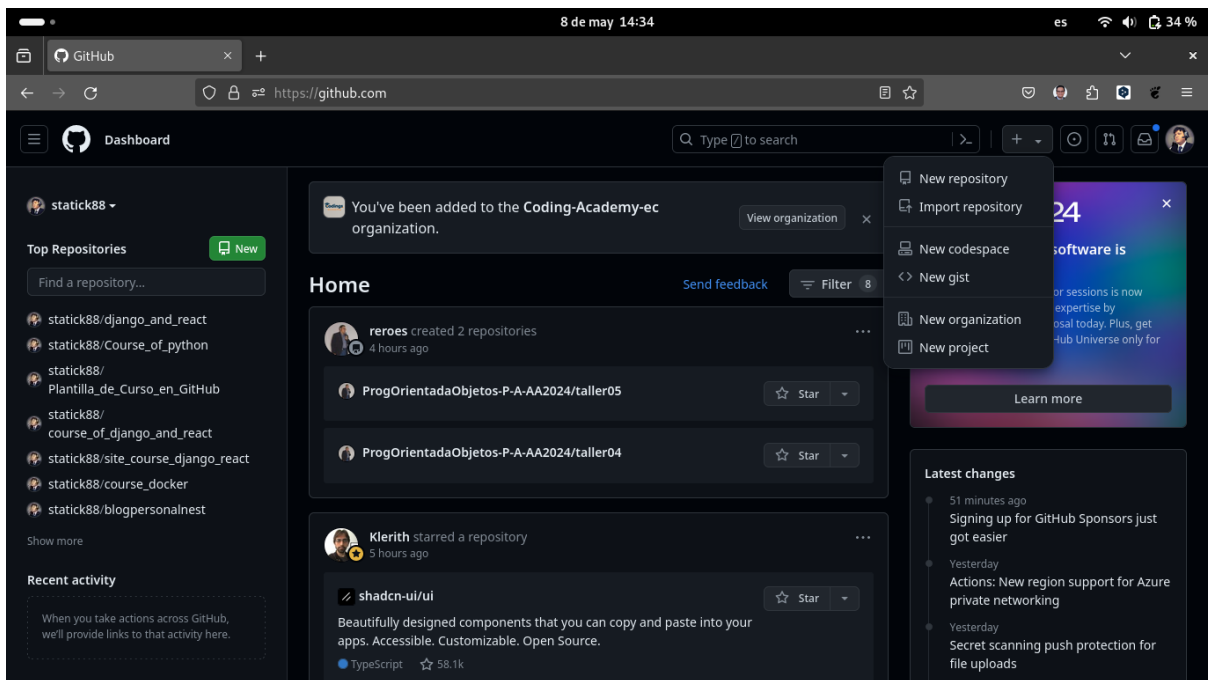 8 de may 14:34
es
34 %
GitHub
https://github.com
Dashboard
Type / to search
statick88
Top Repositories
New
Find a repository...
statick88/django_and_react
statick88/Course_of_python
statick88/
Plantilla_de_Curso_en_GitHub
statick88/
course_of_django_and_react
statick88/site_course_django_react
statick88/course_docker
statick88/blogpersonalnest
Show more
Recent activity
When you take actions across GitHub,
we'll provide links to that activity here.
You've been added to the Coding-Academy-ec
organization.
View organization
Home
Send feedback
Filter 8
reroes created 2 repositories
4 hours ago
ProgOrientadaObjetos-P-A-AA2024/taller05
Star
ProgOrientadaObjetos-P-A-AA2024/taller04
Star
Klerith starred a repository
5 hours ago
shadcn-ui/ui
Star
Beautifully designed components that you can copy and paste into your
apps. Accessible. Customizable. Open Source.
TypeScript 58.1k
New repository
Import repository
New codespace
New gist
New organization
New project
24
software is
or sessions is now
expertise by
osal today. Plus, get
Hub Universe only for
Learn more
Latest changes
51 minutes ago
Signing up for GitHub Sponsors just
got easier
Yesterday
Actions: New region support for Azure
private networking
Yesterday
Secret scanning push protection for
file uploads